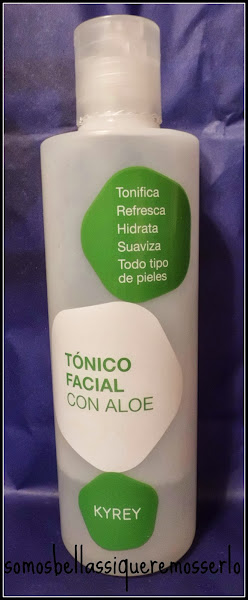 Tonifica
Refresca
Hidrata
Suaviza
Todo tipo
de pieles
TÓNICO
FACIAL
CON ALOE
KYREY
somosbellassiqueremosserlo